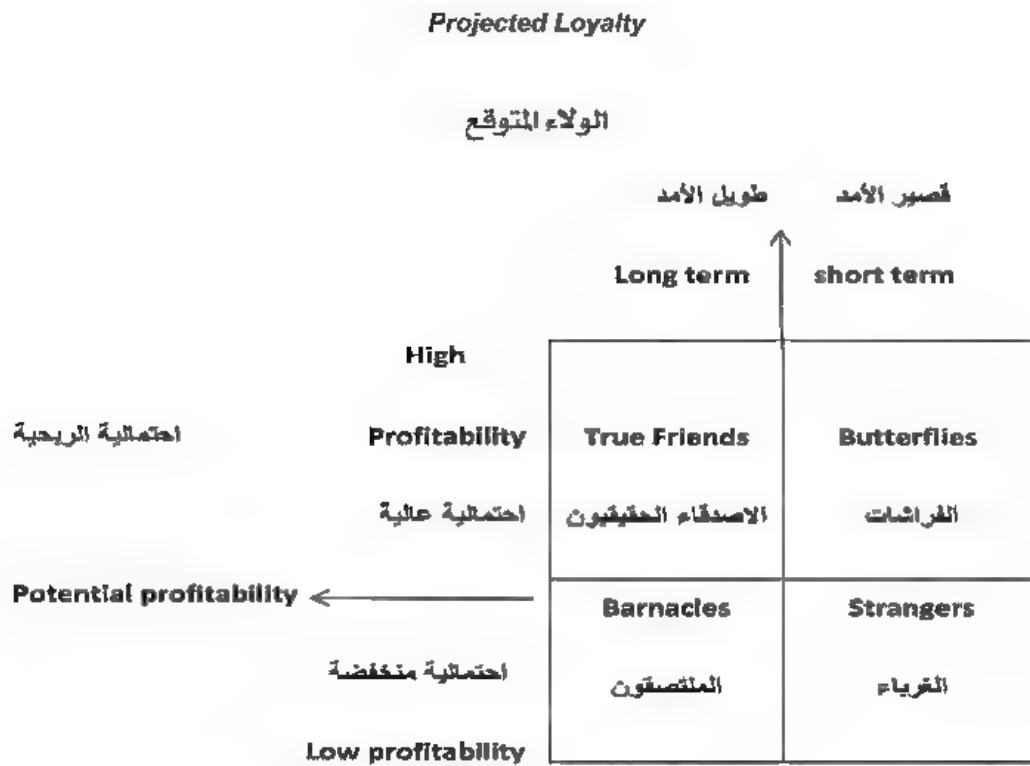 Projected Loyalty
الولاء المتوقع
طويل الأمد قصير الأمد
Long term short term
High
احتمالية الربحية Profitability True Friends Butterflies
احتمالية عالية الاصدقاء الحقيقيون الفراشات
Potential profitability Barnacles Strangers
احتمالية منخفضة الملتصقون الغرباء
Low profitability